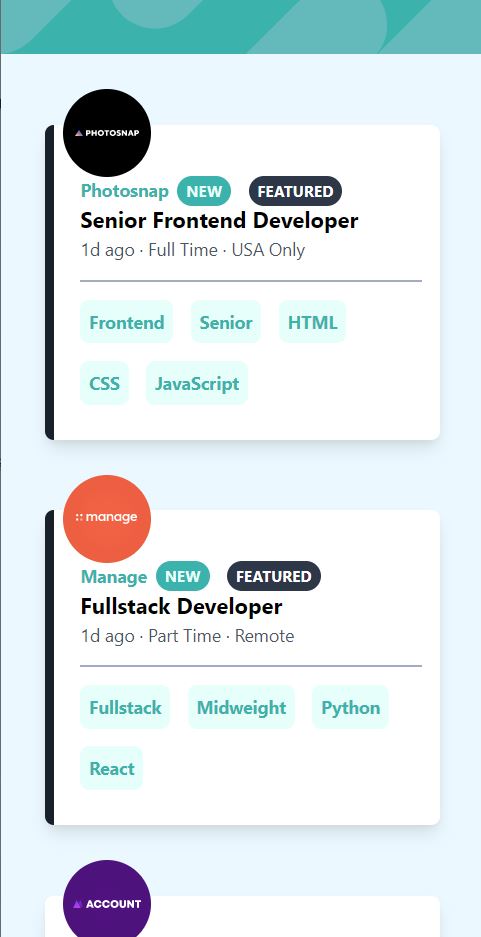 PHOTOSNAP
Photosnap NEW FEATURED
Senior Frontend Developer
1d ago · Full Time · USA Only
Frontend Senior HTML
CSS JavaScript
:: manage
Manage NEW FEATURED
Fullstack Developer
1d ago · Part Time · Remote
Fullstack Midweight Python
React
ACCOUNT